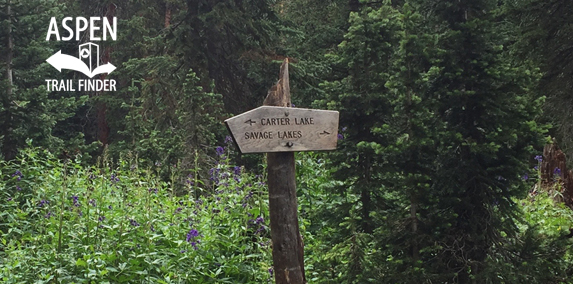 ASPEN
TRAIL FINDER
← CARTER LAKE
SAVAGE LAKES →